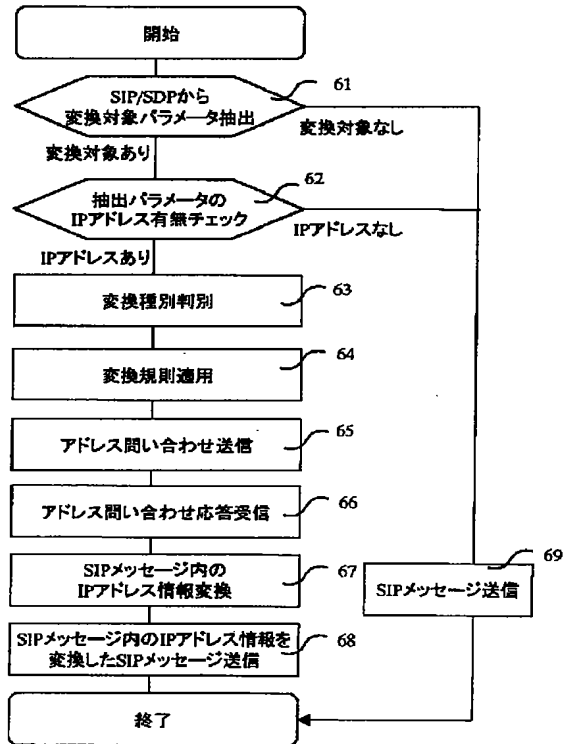 開始
SIP/SDPから
変換対象パラメータ抽出
61
変換対象なし
変換対象あり
抽出パラメータの
IPアドレス有無チェック
62
IPアドレスなし
IPアドレスあり
変換種別判別
63
変換規則適用
64
アドレス問い合わせ送信
65
アドレス問い合わせ応答受信
66
SIPメッセージ内の
IPアドレス情報変換
67
SIPメッセージ送信
69
SIPメッセージ内のIPアドレス情報を
変換したSIPメッセージ送信
68
終了